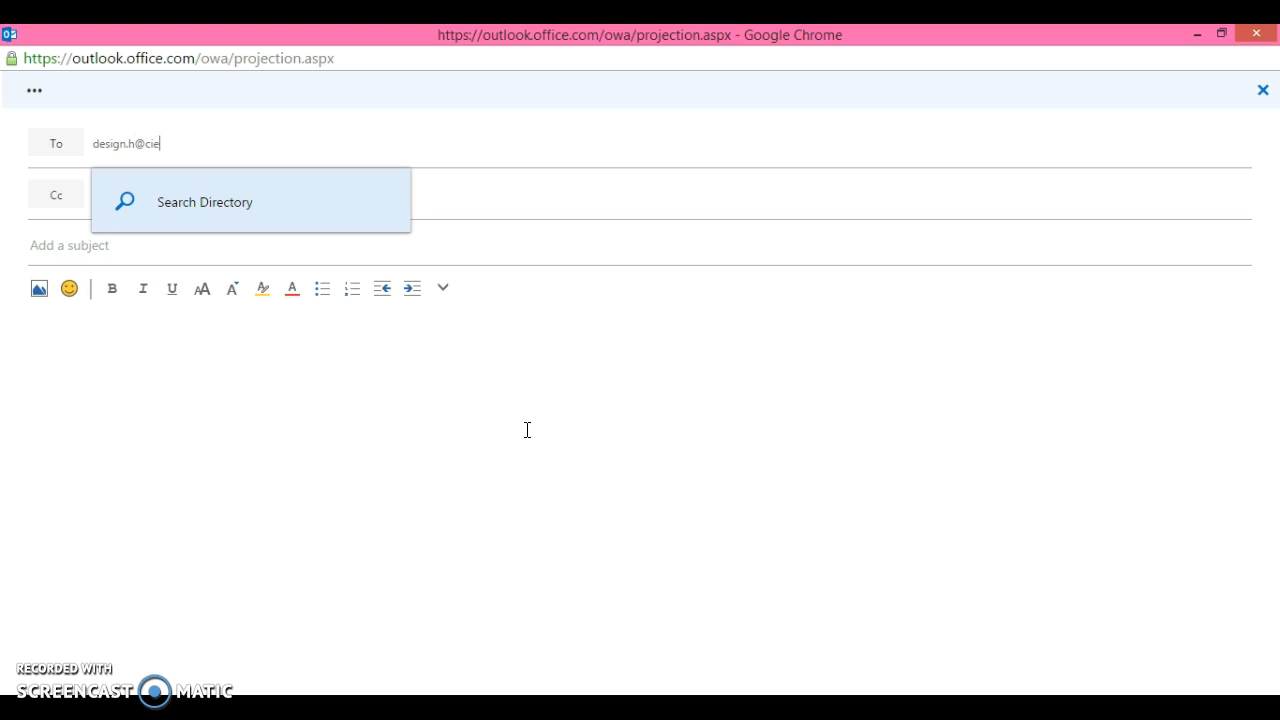 https://outlook.office.com/owa/projection.aspx - Google Chrome
https://outlook.office.com/owa/projection.aspx
To
design.h@cie
Cc
Search Directory
Add a subject
B I U AA A A
RECORDED WITH
SCREENCAST MATIC